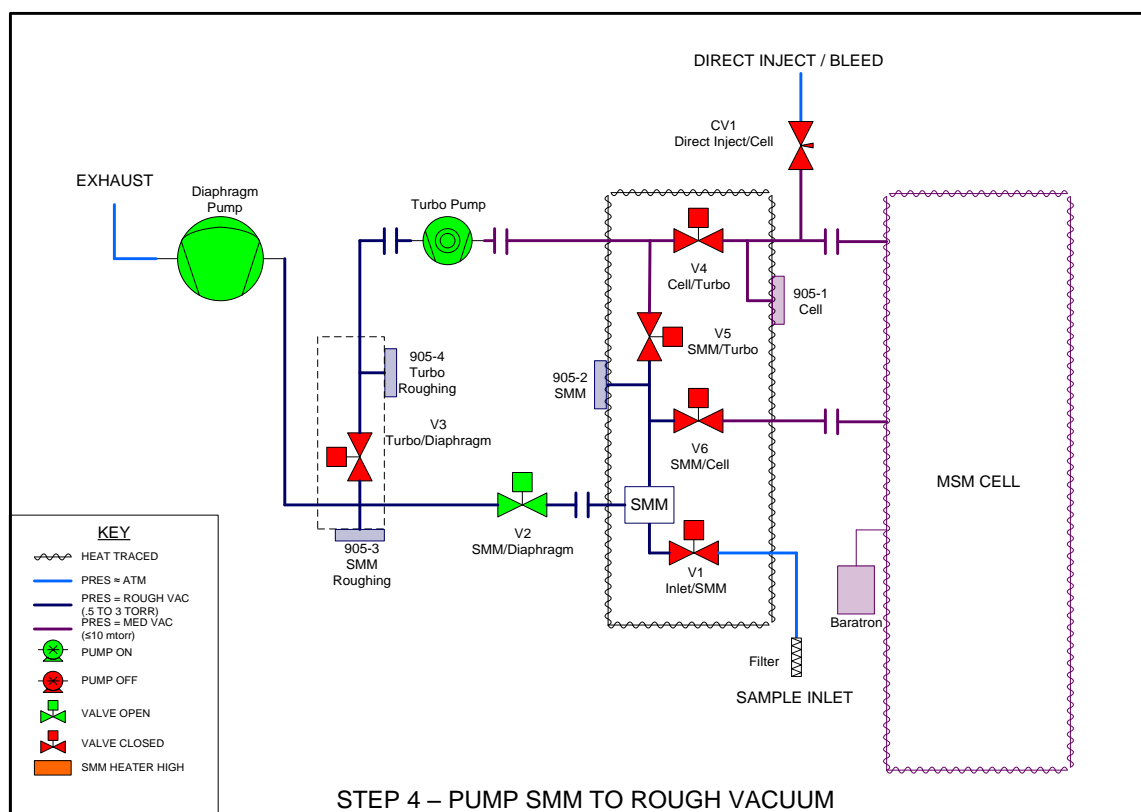 DIRECT INJECT / BLEED
CV1
Direct Inject/Cell
EXHAUST
Diaphragm
Pump
Turbo Pump
V4
Cell/Turbo
905-1
Cell
V5
SMM/Turbo
905-4
Turbo
Roughing
905-2
SMM
V3
Turbo/Diaphragm
V6
SMM/Cell
MSM CELL
SMM
V2
SMM/Diaphragm
905-3
SMM
Roughing
V1
Inlet/SMM
Baratron
Filter
SAMPLE INLET
KEY
HEAT TRACED
PRES ≈ ATM
PRES = ROUGH VAC
(.5 TO 3 TORR)
PRES = MED VAC
(≤10 mtorr)
PUMP ON
PUMP OFF
VALVE OPEN
VALVE CLOSED
SMM HEATER HIGH
STEP 4 – PUMP SMM TO ROUGH VACUUM